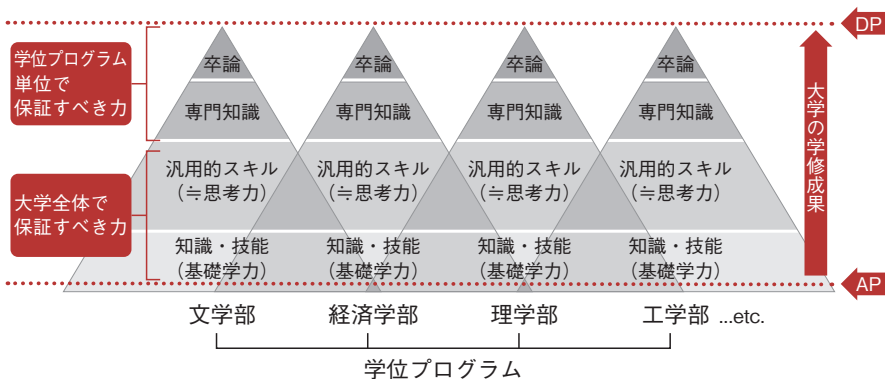 DP
学位プログラム
単位で
保証すべき力
卒論
卒論
卒論
卒論
専門知識
専門知識
専門知識
専門知識
大学の学修成果
大学全体で
保証すべき力
汎用的スキル
(≒思考力)
汎用的スキル
(≒思考力)
汎用的スキル
(≒思考力)
汎用的スキル
(≒思考力)
知識・技能
(基礎学力)
知識・技能
(基礎学力)
知識・技能
(基礎学力)
知識・技能
(基礎学力)
AP
文学部
経済学部
理学部
工学部 ...etc.
学位プログラム